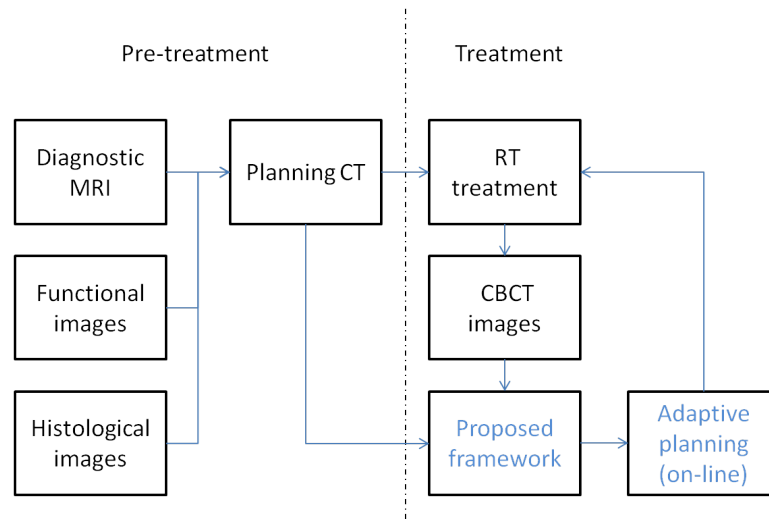 Pre-treatment
Treatment
Diagnostic
MRI
Planning CT
RT
treatment
Functional
images
CBCT
images
Histological
images
Proposed
framework
Adaptive
planning
(on-line)